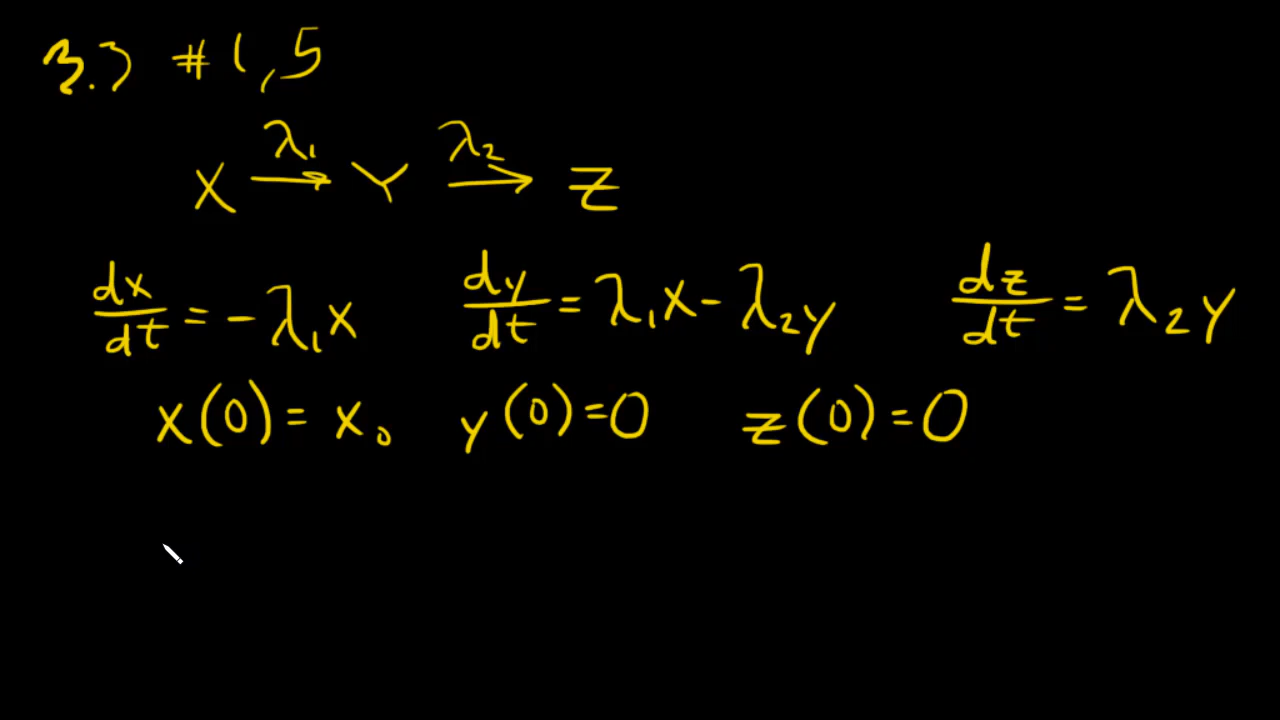 3.3 #1,5
X →λ₁ Y →λ₂ Z
dx/dt = -λ₁x dy/dt = λ₁x - λ₂y dz/dt = λ₂y
x(0) = x₀ y(0) = 0 z(0) = 0